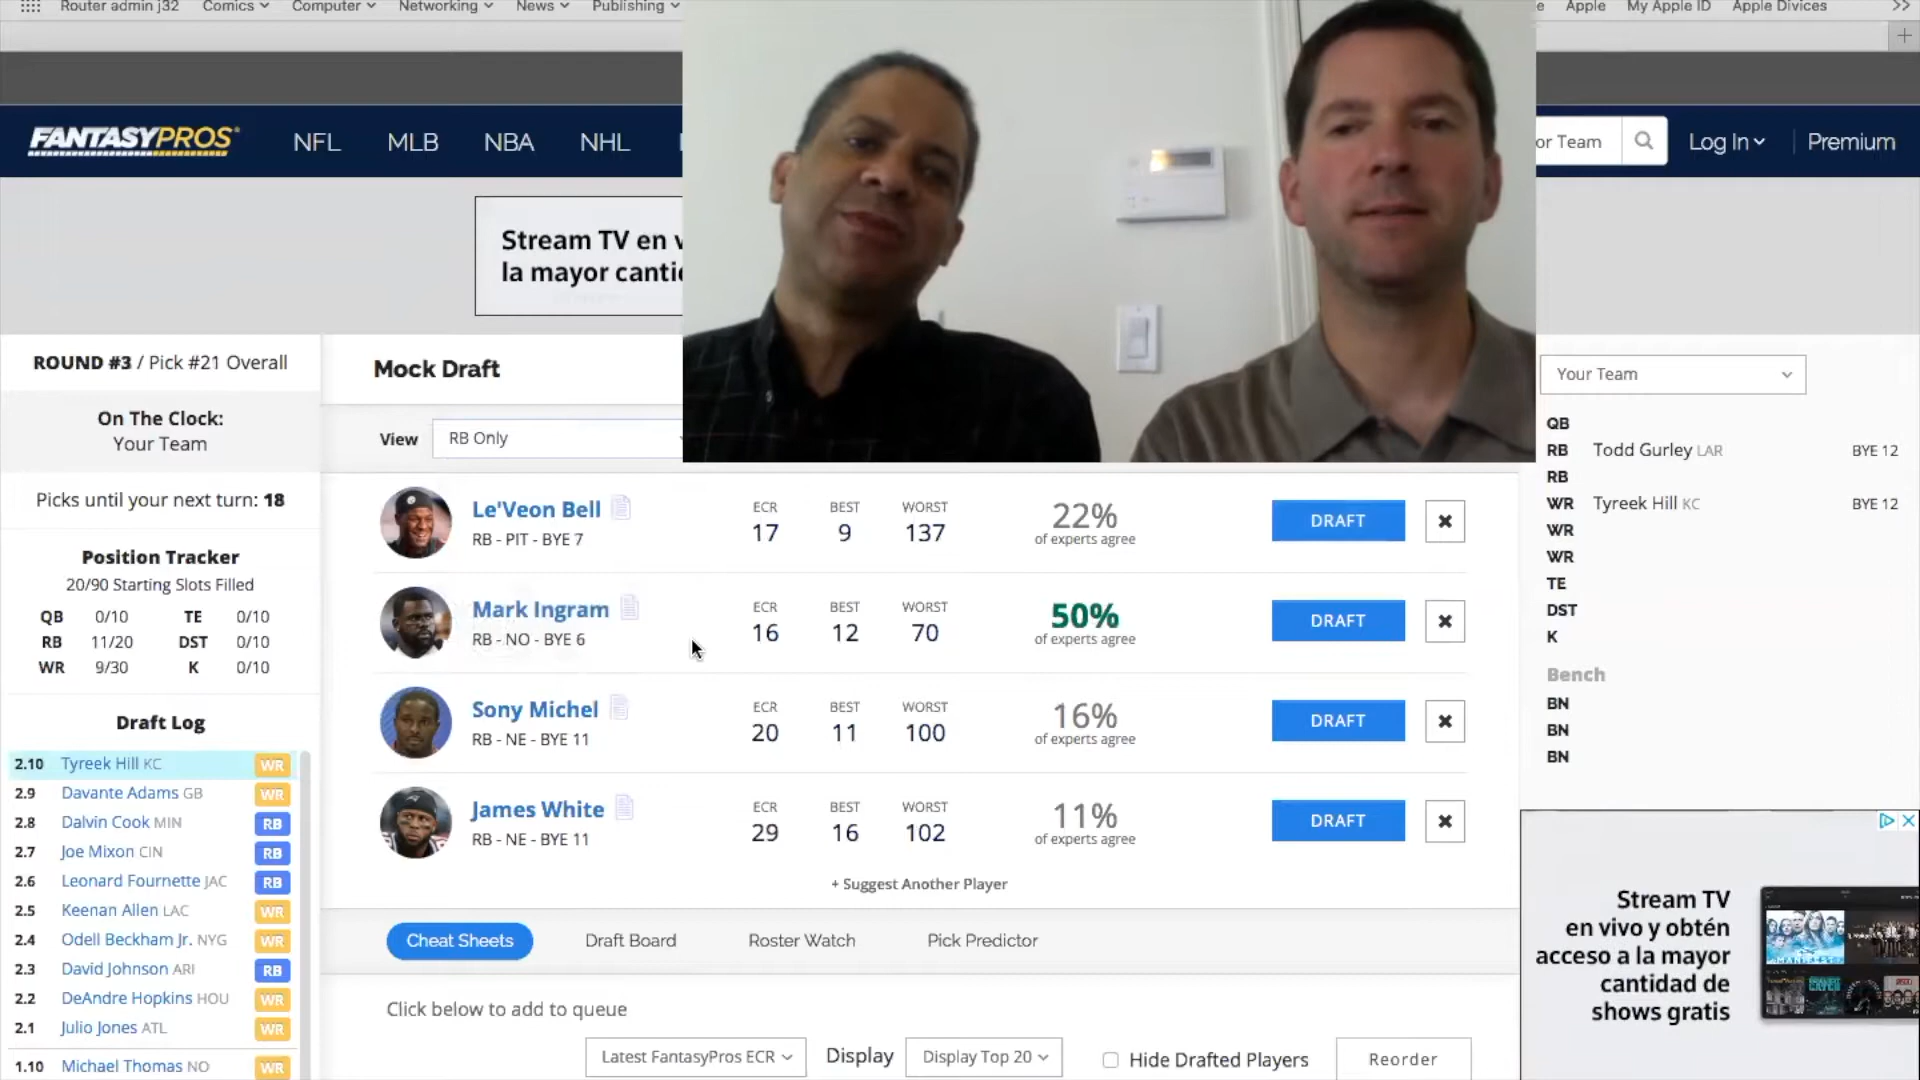 Router admin j32 Comics Computer Networking News Publishing
Apple My Apple ID Apple Divices
FANTASYPROS NFL MLB NBA NHL
or Team Log In Premium
Stream TV en v
la mayor cantid
ROUND #3 / Pick #21 Overall
On The Clock:
Your Team
Picks until your next turn: 18
Position Tracker
20/90 Starting Slots Filled
QB 0/10 TE 0/10
RB 11/20 DST 0/10
WR 9/30 K 0/10
Draft Log
2.10 Tyreek Hill KC WR
2.9 Davante Adams GB WR
2.8 Dalvin Cook MIN RB
2.7 Joe Mixon CIN RB
2.6 Leonard Fournette JAC RB
2.5 Keenan Allen LAC WR
2.4 Odell Beckham Jr. NYG WR
2.3 David Johnson ARI RB
2.2 DeAndre Hopkins HOU WR
2.1 Julio Jones ATL WR
1.10 Michael Thomas NO WR
Mock Draft
View RB Only
Le'Veon Bell
RB - PIT - BYE 7
ECR BEST WORST
17 9 137
22%
of experts agree
DRAFT
Mark Ingram
RB - NO - BYE 6
ECR BEST WORST
16 12 70
50%
of experts agree
DRAFT
Sony Michel
RB - NE - BYE 11
ECR BEST WORST
20 11 100
16%
of experts agree
DRAFT
James White
RB - NE - BYE 11
ECR BEST WORST
29 16 102
11%
of experts agree
DRAFT
+ Suggest Another Player
Cheat Sheets Draft Board Roster Watch Pick Predictor
Click below to add to queue
Latest FantasyPros ECR Display Display Top 20 Hide Drafted Players Reorder
Your Team
QB
RB Todd Gurley LAR BYE 12
RB
WR Tyreek Hill KC BYE 12
WR
WR
TE
DST
K
Bench
BN
BN
BN
Stream TV
en vivo y obtén
acceso a la mayor
cantidad de
shows gratis
MANIFEST